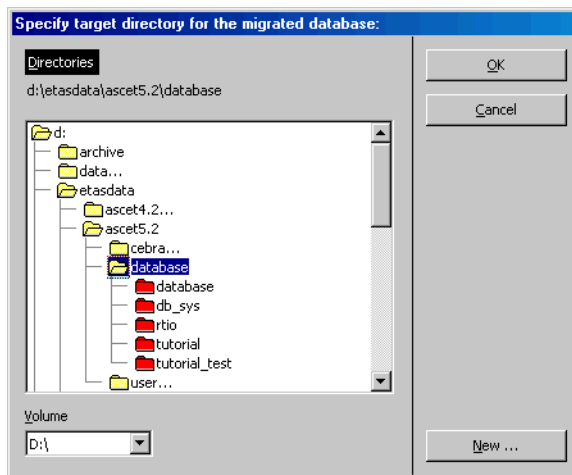 Specify target directory for the migrated database:
Directories
d:\etasdata\ascet5.2\database
d:
archive
data...
etasdata
ascet4.2...
ascet5.2
cebra...
database
database
db_sys
rtio
tutorial
tutorial_test
user...
Volume
D:\
OK
Cancel
New ...